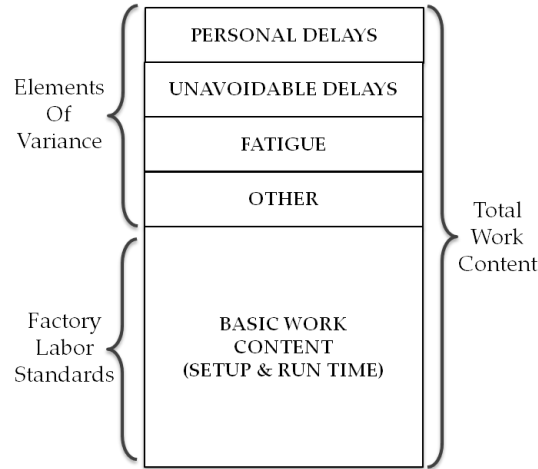 PERSONAL DELAYS
UNAVOIDABLE DELAYS
FATIGUE
OTHER
BASIC WORK
CONTENT
(SETUP & RUN TIME)
Elements
Of
Variance
Factory
Labor
Standards
Total
Work
Content